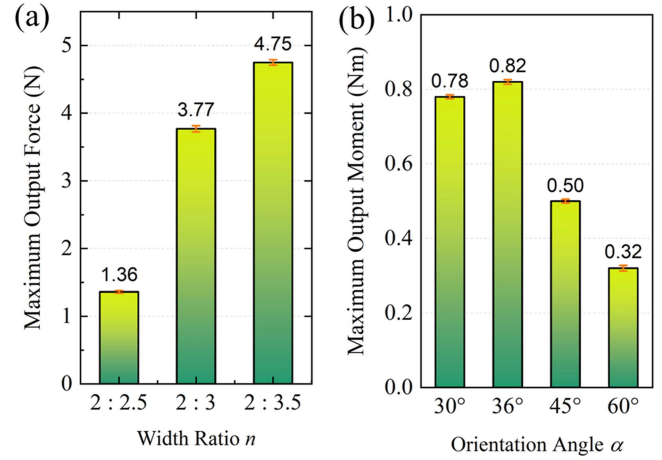 (a)
Maximum Output Force (N)
5
4
3
2
1
0
1.36
3.77
4.75
2 : 2.5
2 : 3
2 : 3.5
Width Ratio n
(b)
Maximum Output Moment (Nm)
1.0
0.8
0.6
0.4
0.2
0.0
0.78
0.82
0.50
0.32
30°
36°
45°
60°
Orientation Angle α